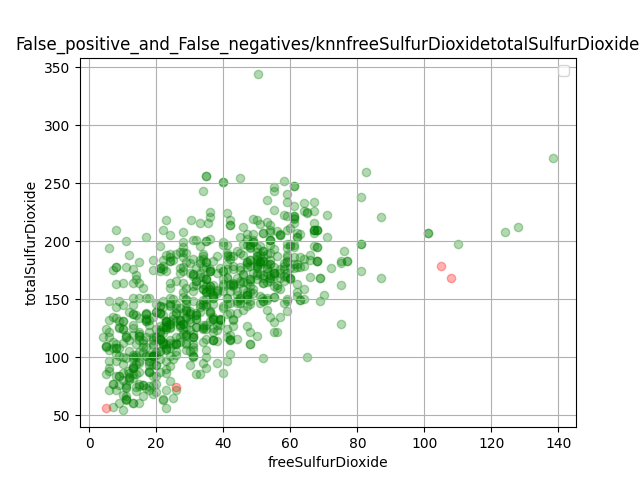 False_positive_and_False_negatives/knnfreeSulfurDioxidetotalSulfurDioxide
350
300
250
200
150
100
50
totalSulfurDioxide
0 20 40 60 80 100 120 140
freeSulfurDioxide